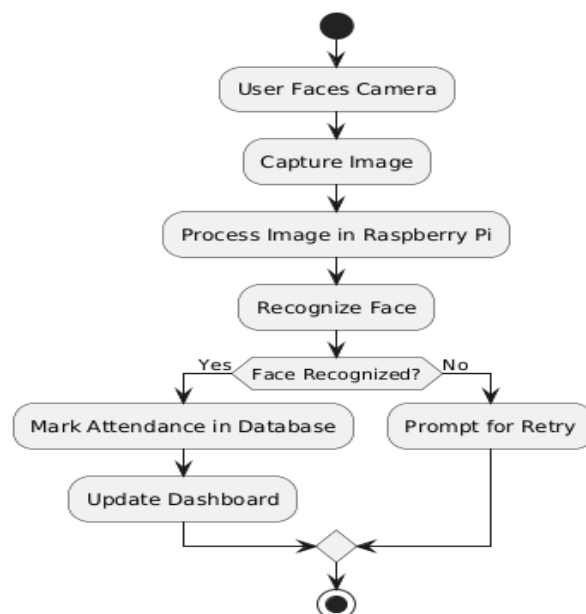 User Faces Camera
Capture Image
Process Image in Raspberry Pi
Recognize Face
Yes
Face Recognized?
No
Mark Attendance in Database
Prompt for Retry
Update Dashboard